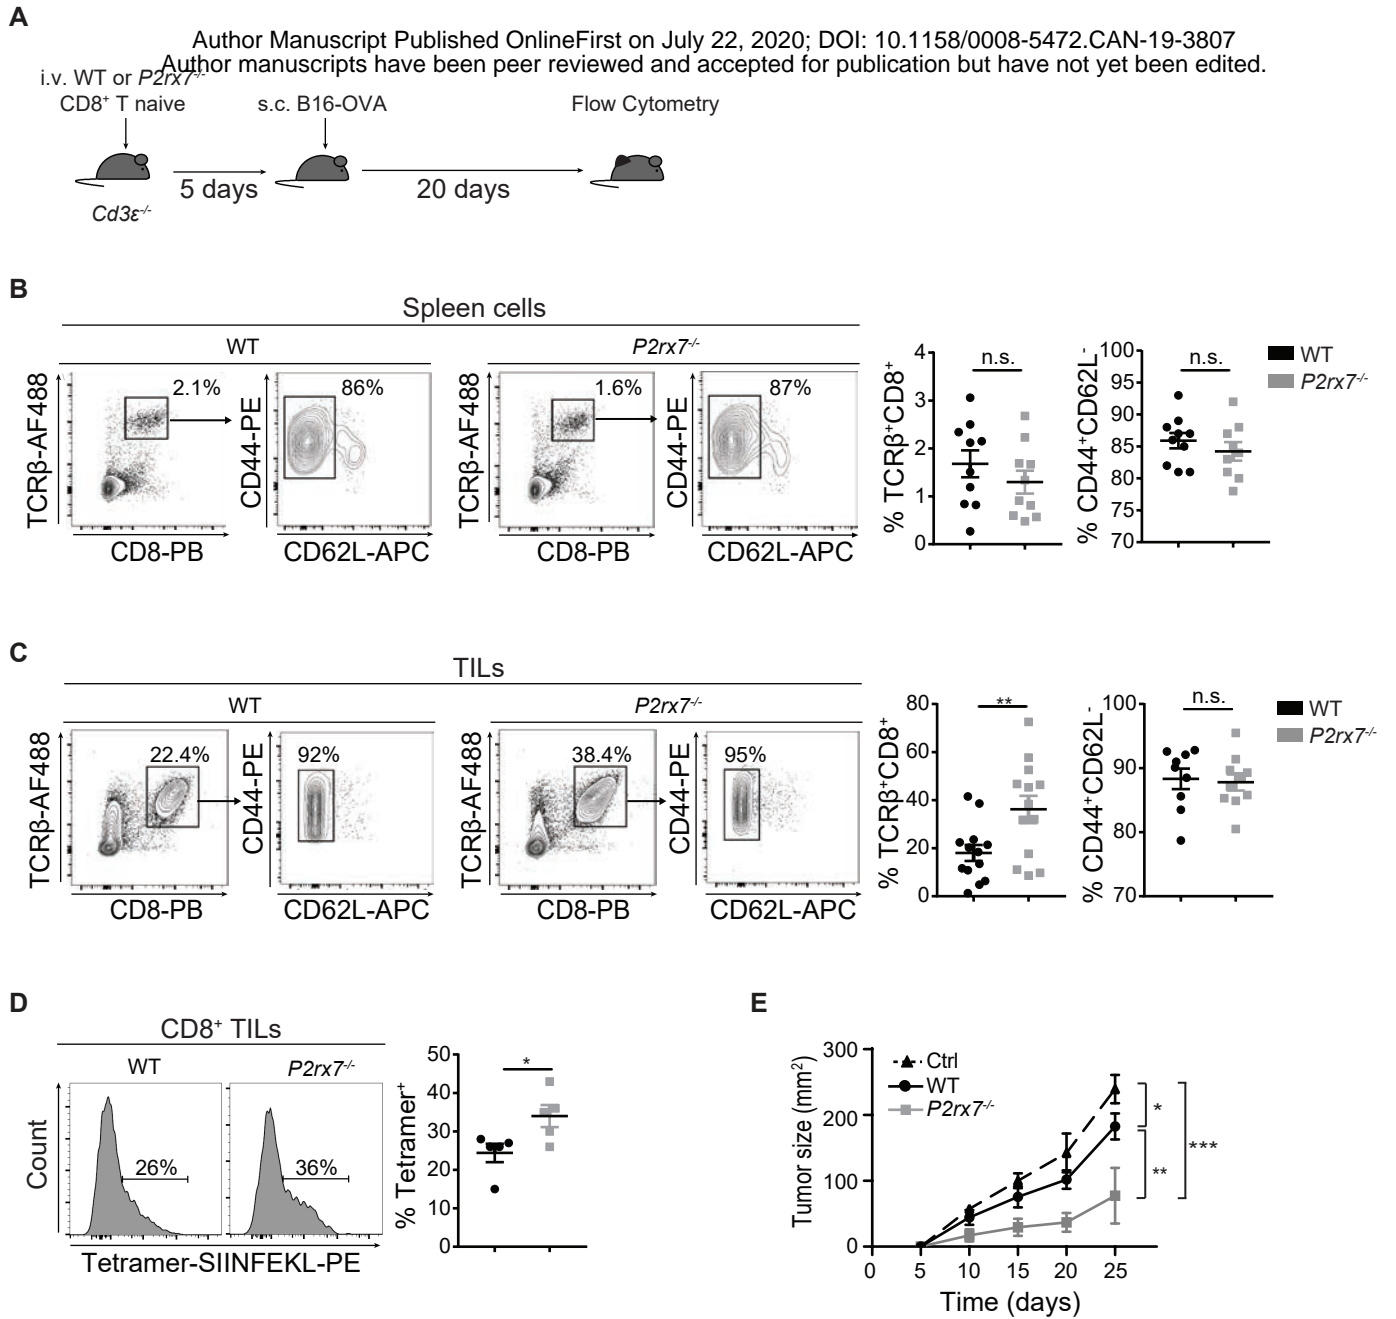 A
Author Manuscript Published OnlineFirst on July 22, 2020; DOI: 10.1158/0008-5472.CAN-19-3807
Author manuscripts have been peer reviewed and accepted for publication but have not yet been edited.
i.v. WT or P2rx7-/-
CD8+ T naive
s.c. B16-OVA
Flow Cytometry
5 days
20 days
Cd3ε-/-
B
Spleen cells
WT
P2rx7-/-
TCRβ-AF488
2.1%
CD8-PB
CD44-PE
86%
CD62L-APC
TCRβ-AF488
1.6%
CD8-PB
CD44-PE
87%
CD62L-APC
% TCRβ+CD8+
4
3
2
1
0
n.s.
% CD44+CD62L-
100
95
90
85
80
75
70
n.s.
WT
P2rx7-/-
C
TILs
WT
P2rx7-/-
TCRβ-AF488
22.4%
CD8-PB
CD44-PE
92%
CD62L-APC
TCRβ-AF488
38.4%
CD8-PB
CD44-PE
95%
CD62L-APC
% TCRβ+CD8+
80
60
40
20
0
**
% CD44+CD62L-
100
90
80
70
n.s.
WT
P2rx7-/-
D
CD8+ TILs
WT
P2rx7-/-
Count
26%
36%
Tetramer-SIINFEKL-PE
% Tetramer+
50
40
30
20
10
0
*
E
Tumor size (mm2)
300
200
100
0
Ctrl
WT
P2rx7-/-
*
**
***
0 5 10 15 20 25
Time (days)